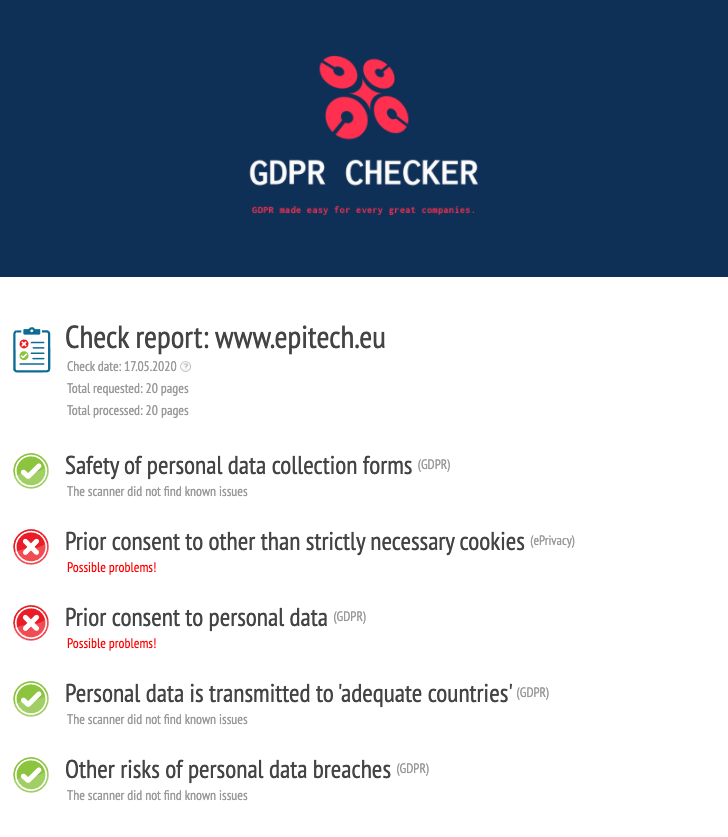 GDPR CHECKER
GDPR made easy for every great companies.
Check report: www.epitech.eu
Check date: 17.05.2020 ?
Total requested: 20 pages
Total processed: 20 pages
Safety of personal data collection forms (GDPR)
The scanner did not find known issues
Prior consent to other than strictly necessary cookies (ePrivacy)
Possible problems!
Prior consent to personal data (GDPR)
Possible problems!
Personal data is transmitted to 'adequate countries' (GDPR)
The scanner did not find known issues
Other risks of personal data breaches (GDPR)
The scanner did not find known issues